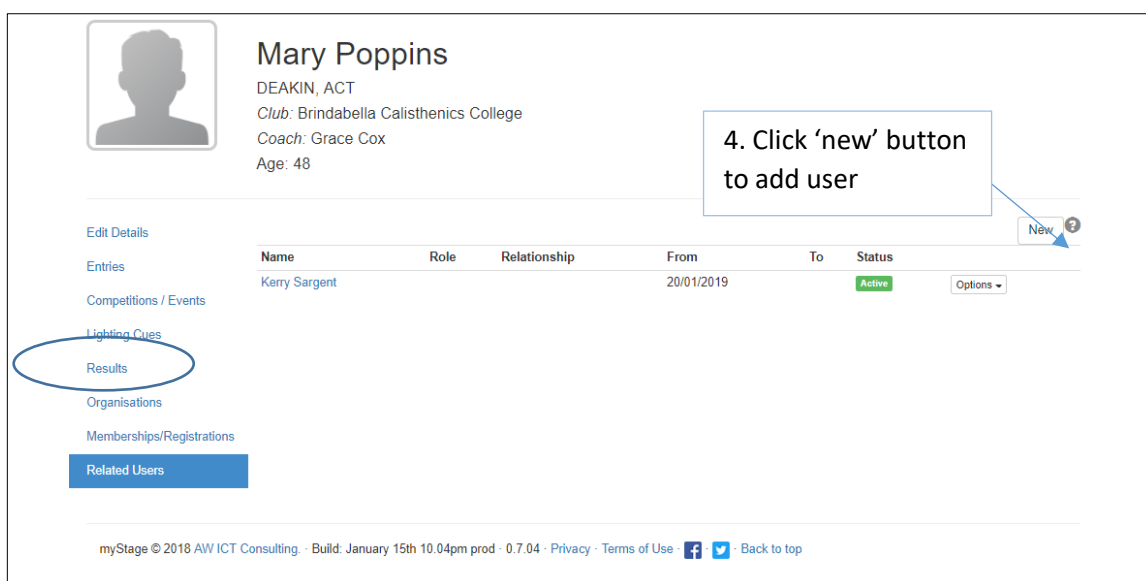 Mary Poppins
DEAKIN, ACT
Club: Brindabella Calisthenics College
Coach: Grace Cox
Age: 48
4. Click ‘new’ button
to add user
New
Edit Details
Entries
Competitions / Events
Lighting Cues
Results
Organisations
Memberships/Registrations
Related Users
Name Role Relationship From To Status
Kerry Sargent 20/01/2019 Active Options
myStage © 2018 AW ICT Consulting. · Build: January 15th 10.04pm prod · 0.7.04 · Privacy · Terms of Use · · · Back to top